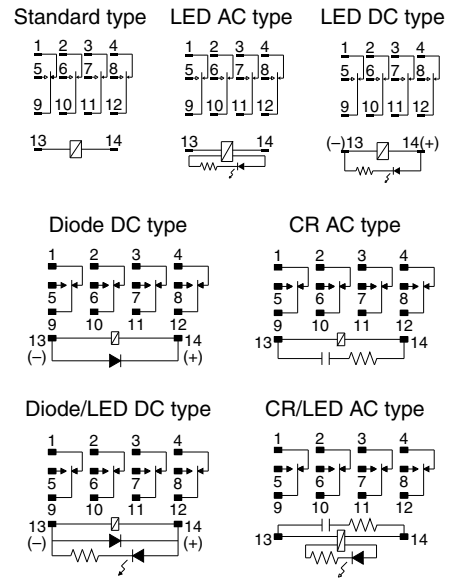 Standard type LED AC type LED DC type
1 2 3 4 1 2 3 4 1 2 3 4
5 6 7 8 5 6 7 8 5 6 7 8
9 10 11 12 9 10 11 12 9 10 11 12
13 14 13 14 (−)13 14(+)
Diode DC type CR AC type
1 2 3 4 1 2 3 4
5 6 7 8 5 6 7 8
9 10 11 12 9 10 11 12
13 14 13 14
(−) (+)
Diode/LED DC type CR/LED AC type
1 2 3 4 1 2 3 4
5 6 7 8 5 6 7 8
9 10 11 12 9 10 11 12
13 14 13 14
(−) (+)